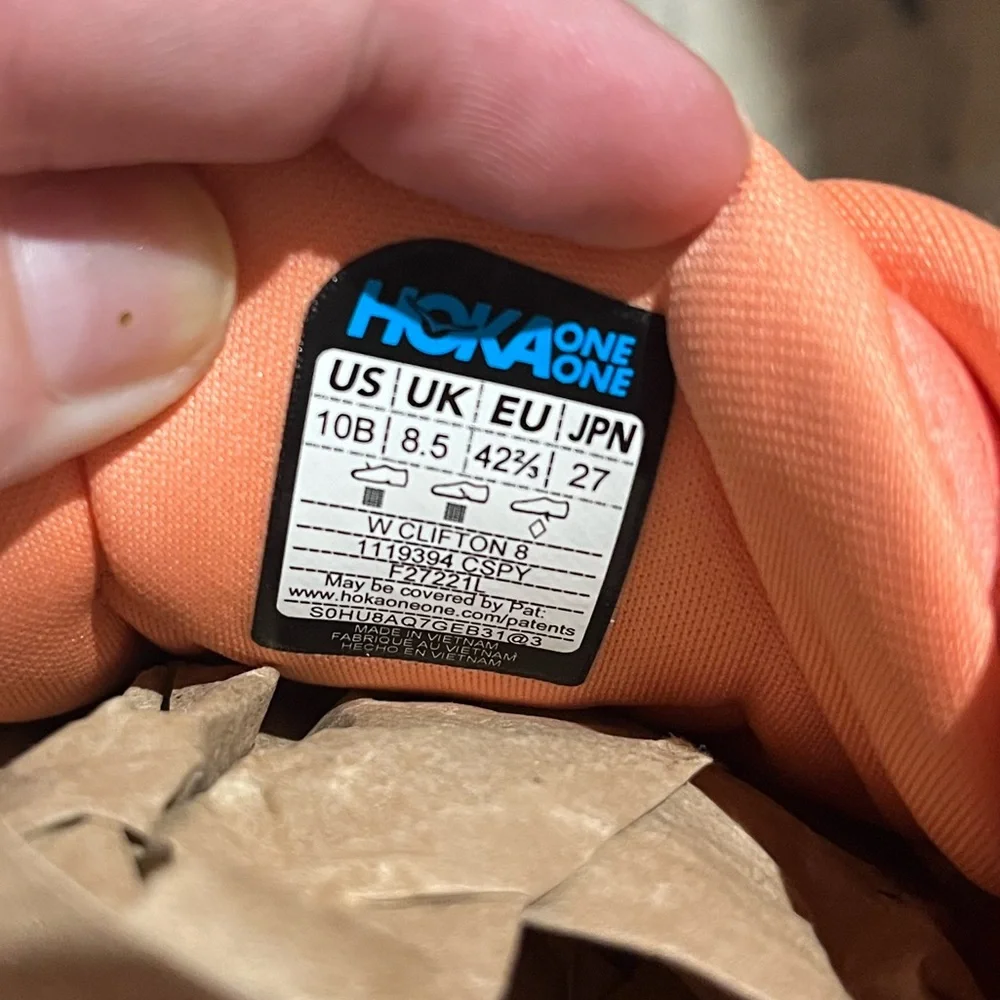 HOKA ONE ONE
US UK EU JPN
10B 8.5 42⅔ 27
W CLIFTON 8
1119394 CSPY
F27221L
May be covered by Pat:
www.hokaoneone.com/patents
S0HU8AQ7GEB31@3
MADE IN VIETNAM
FABRIQUÉ AU VIETNAM
HECHO EN VIETNAM